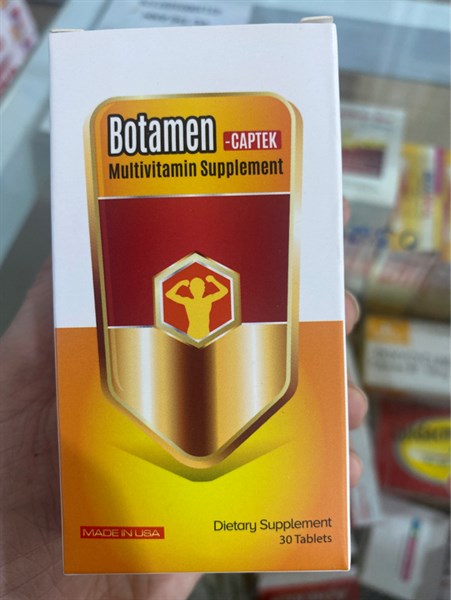 Botamen -CAPTEK
Multivitamin Supplement
MADE IN USA
Dietary Supplement
30 Tablets